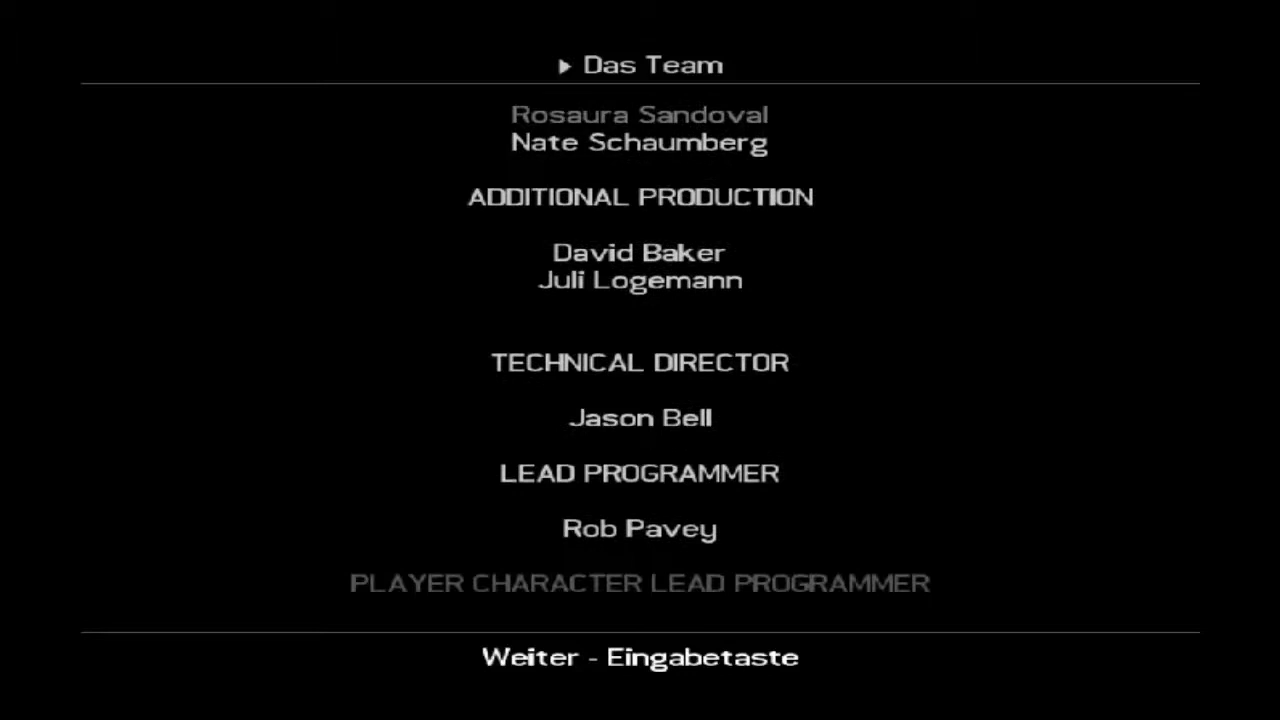 Das Team
Rosaura Sandoval
Nate Schaumberg
ADDITIONAL PRODUCTION
David Baker
Juli Logemann
TECHNICAL DIRECTOR
Jason Bell
LEAD PROGRAMMER
Rob Pavey
PLAYER CHARACTER LEAD PROGRAMMER
Weiter - Eingabetaste